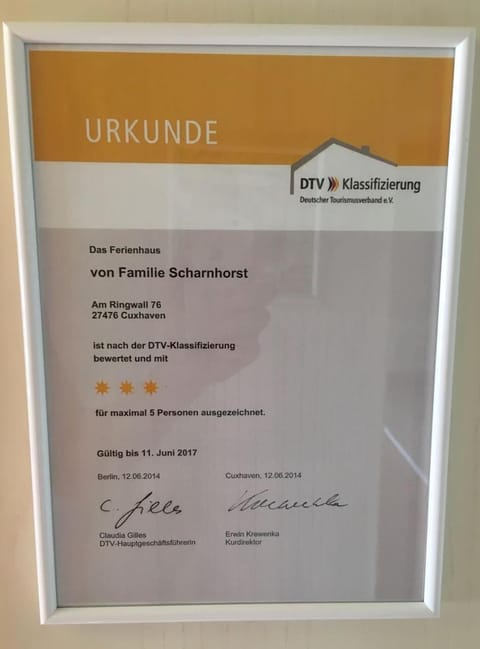 URKUNDE
DTV Klassifizierung
Deutscher Tourismusverband e.V.
Das Ferienhaus
von Familie Scharnhorst
Am Ringwall 76
27476 Cuxhaven
ist nach der DTV-Klassifizierung
bewertet und mit
für maximal 5 Personen ausgezeichnet.
Gültig bis 11. Juni 2017
Berlin, 12.06.2014
Cuxhaven, 12.06.2014
C. Gilles
Krewenka
Claudia Gilles
DTV-Hauptgeschäftsführerin
Erwin Krewenka
Kurdirektor